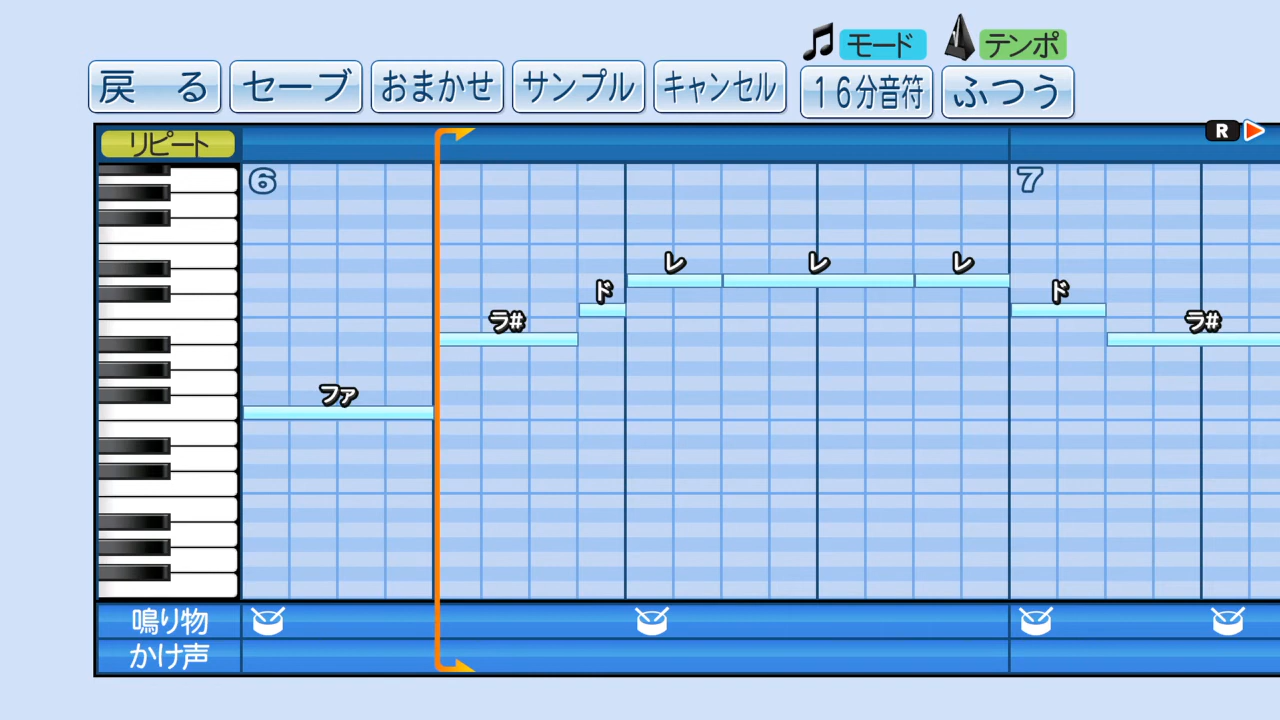 モード テンポ
戻る セーブ おまかせ サンプル キャンセル 16分音符 ふつう
リピート R
6 7
レ レ レ
ド ド
ラ# ラ#
ファ
鳴り物
かけ声